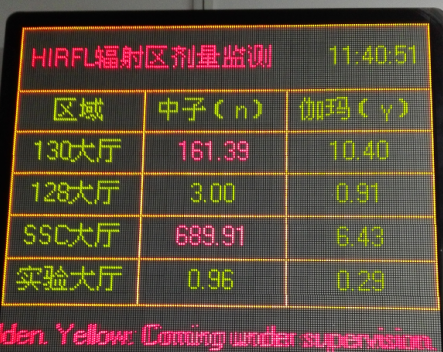 HIRFL辐射区剂量监测 11:40:51
区域 中子(n) 伽玛(γ)
130大厅 161.39 10.40
128大厅 3.00 0.91
SSC大厅 689.91 6.43
实验大厅 0.96 0.29
dden. Yellow: Coming under supervision.